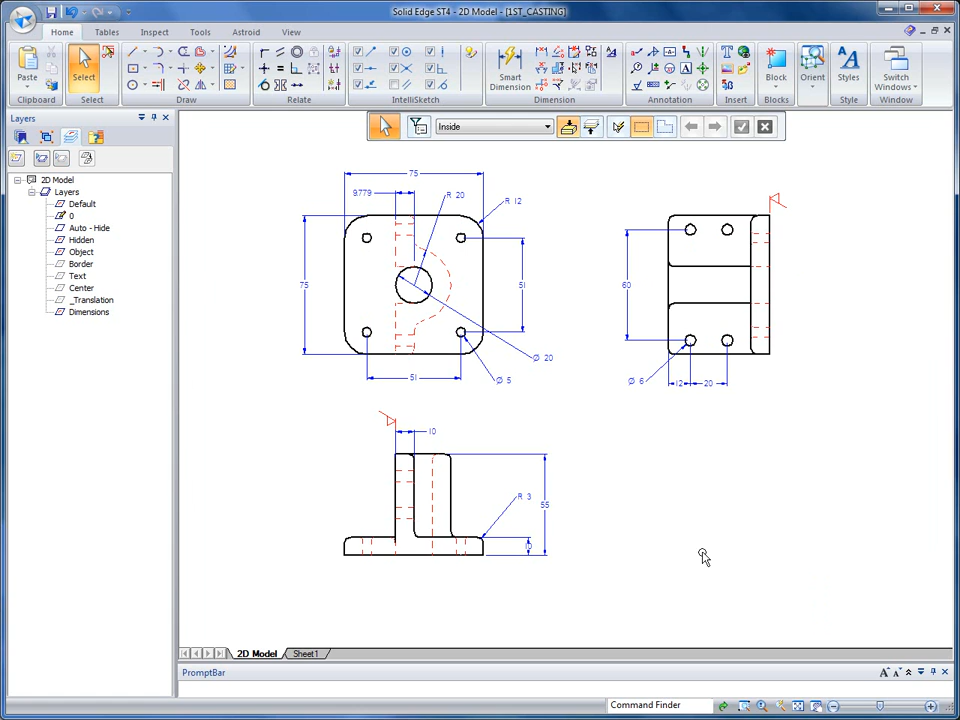 Solid Edge ST4 - 2D Model - [1ST_CASTING]
Home Tables Inspect Tools Astroid View
Paste
Select
Smart Dimension
Block
Orient
Styles
Switch Windows
Clipboard Select Draw Relate IntelliSketch Dimension Annotation Insert Blocks Style Window
Layers
Inside
2D Model
Layers
Default
0
Auto - Hide
Hidden
Object
Border
Text
Center
_Translation
Dimensions
75
9.779
R 20
R 12
75
51
60
Ø 20
51
Ø 5
Ø 6
12
20
10
R 3
55
10
2D Model Sheet1
PromptBar
Command Finder